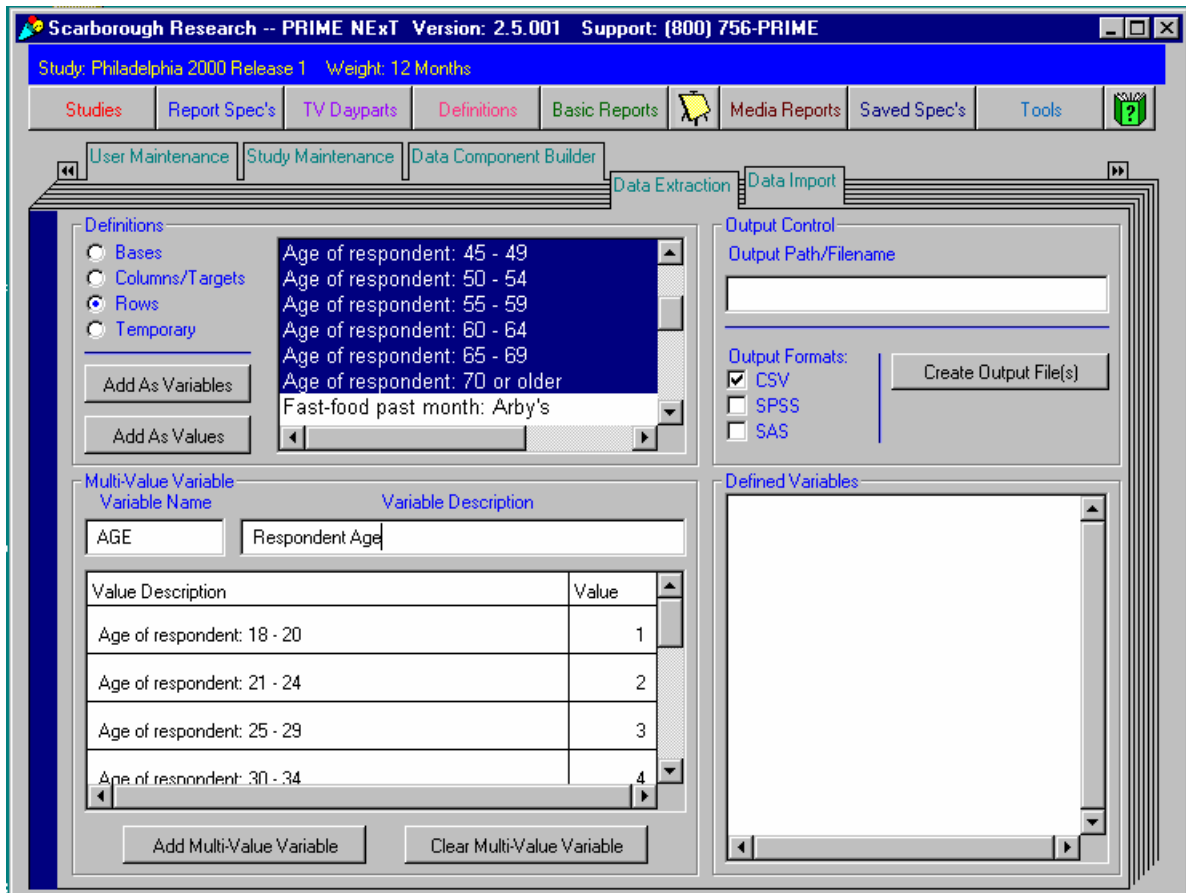 Scarborough Research -- PRIME NExT Version: 2.5.001 Support: (800) 756-PRIME
Study: Philadelphia 2000 Release 1 Weight: 12 Months
Studies Report Spec's TV Dayparts Definitions Basic Reports Media Reports Saved Spec's Tools
User Maintenance Study Maintenance Data Component Builder
Data Extraction Data Import
Definitions
Bases
Columns/Targets
Rows
Temporary
Add As Variables
Add As Values
Age of respondent: 45 - 49
Age of respondent: 50 - 54
Age of respondent: 55 - 59
Age of respondent: 60 - 64
Age of respondent: 65 - 69
Age of respondent: 70 or older
Fast-food past month: Arby's
Output Control
Output Path/Filename
Output Formats:
CSV
SPSS
SAS
Create Output File(s)
Multi-Value Variable
Variable Name Variable Description
AGE Respondent Age
Value Description Value
Age of respondent: 18 - 20 1
Age of respondent: 21 - 24 2
Age of respondent: 25 - 29 3
Age of respondent: 30 - 34 4
Add Multi-Value Variable Clear Multi-Value Variable
Defined Variables